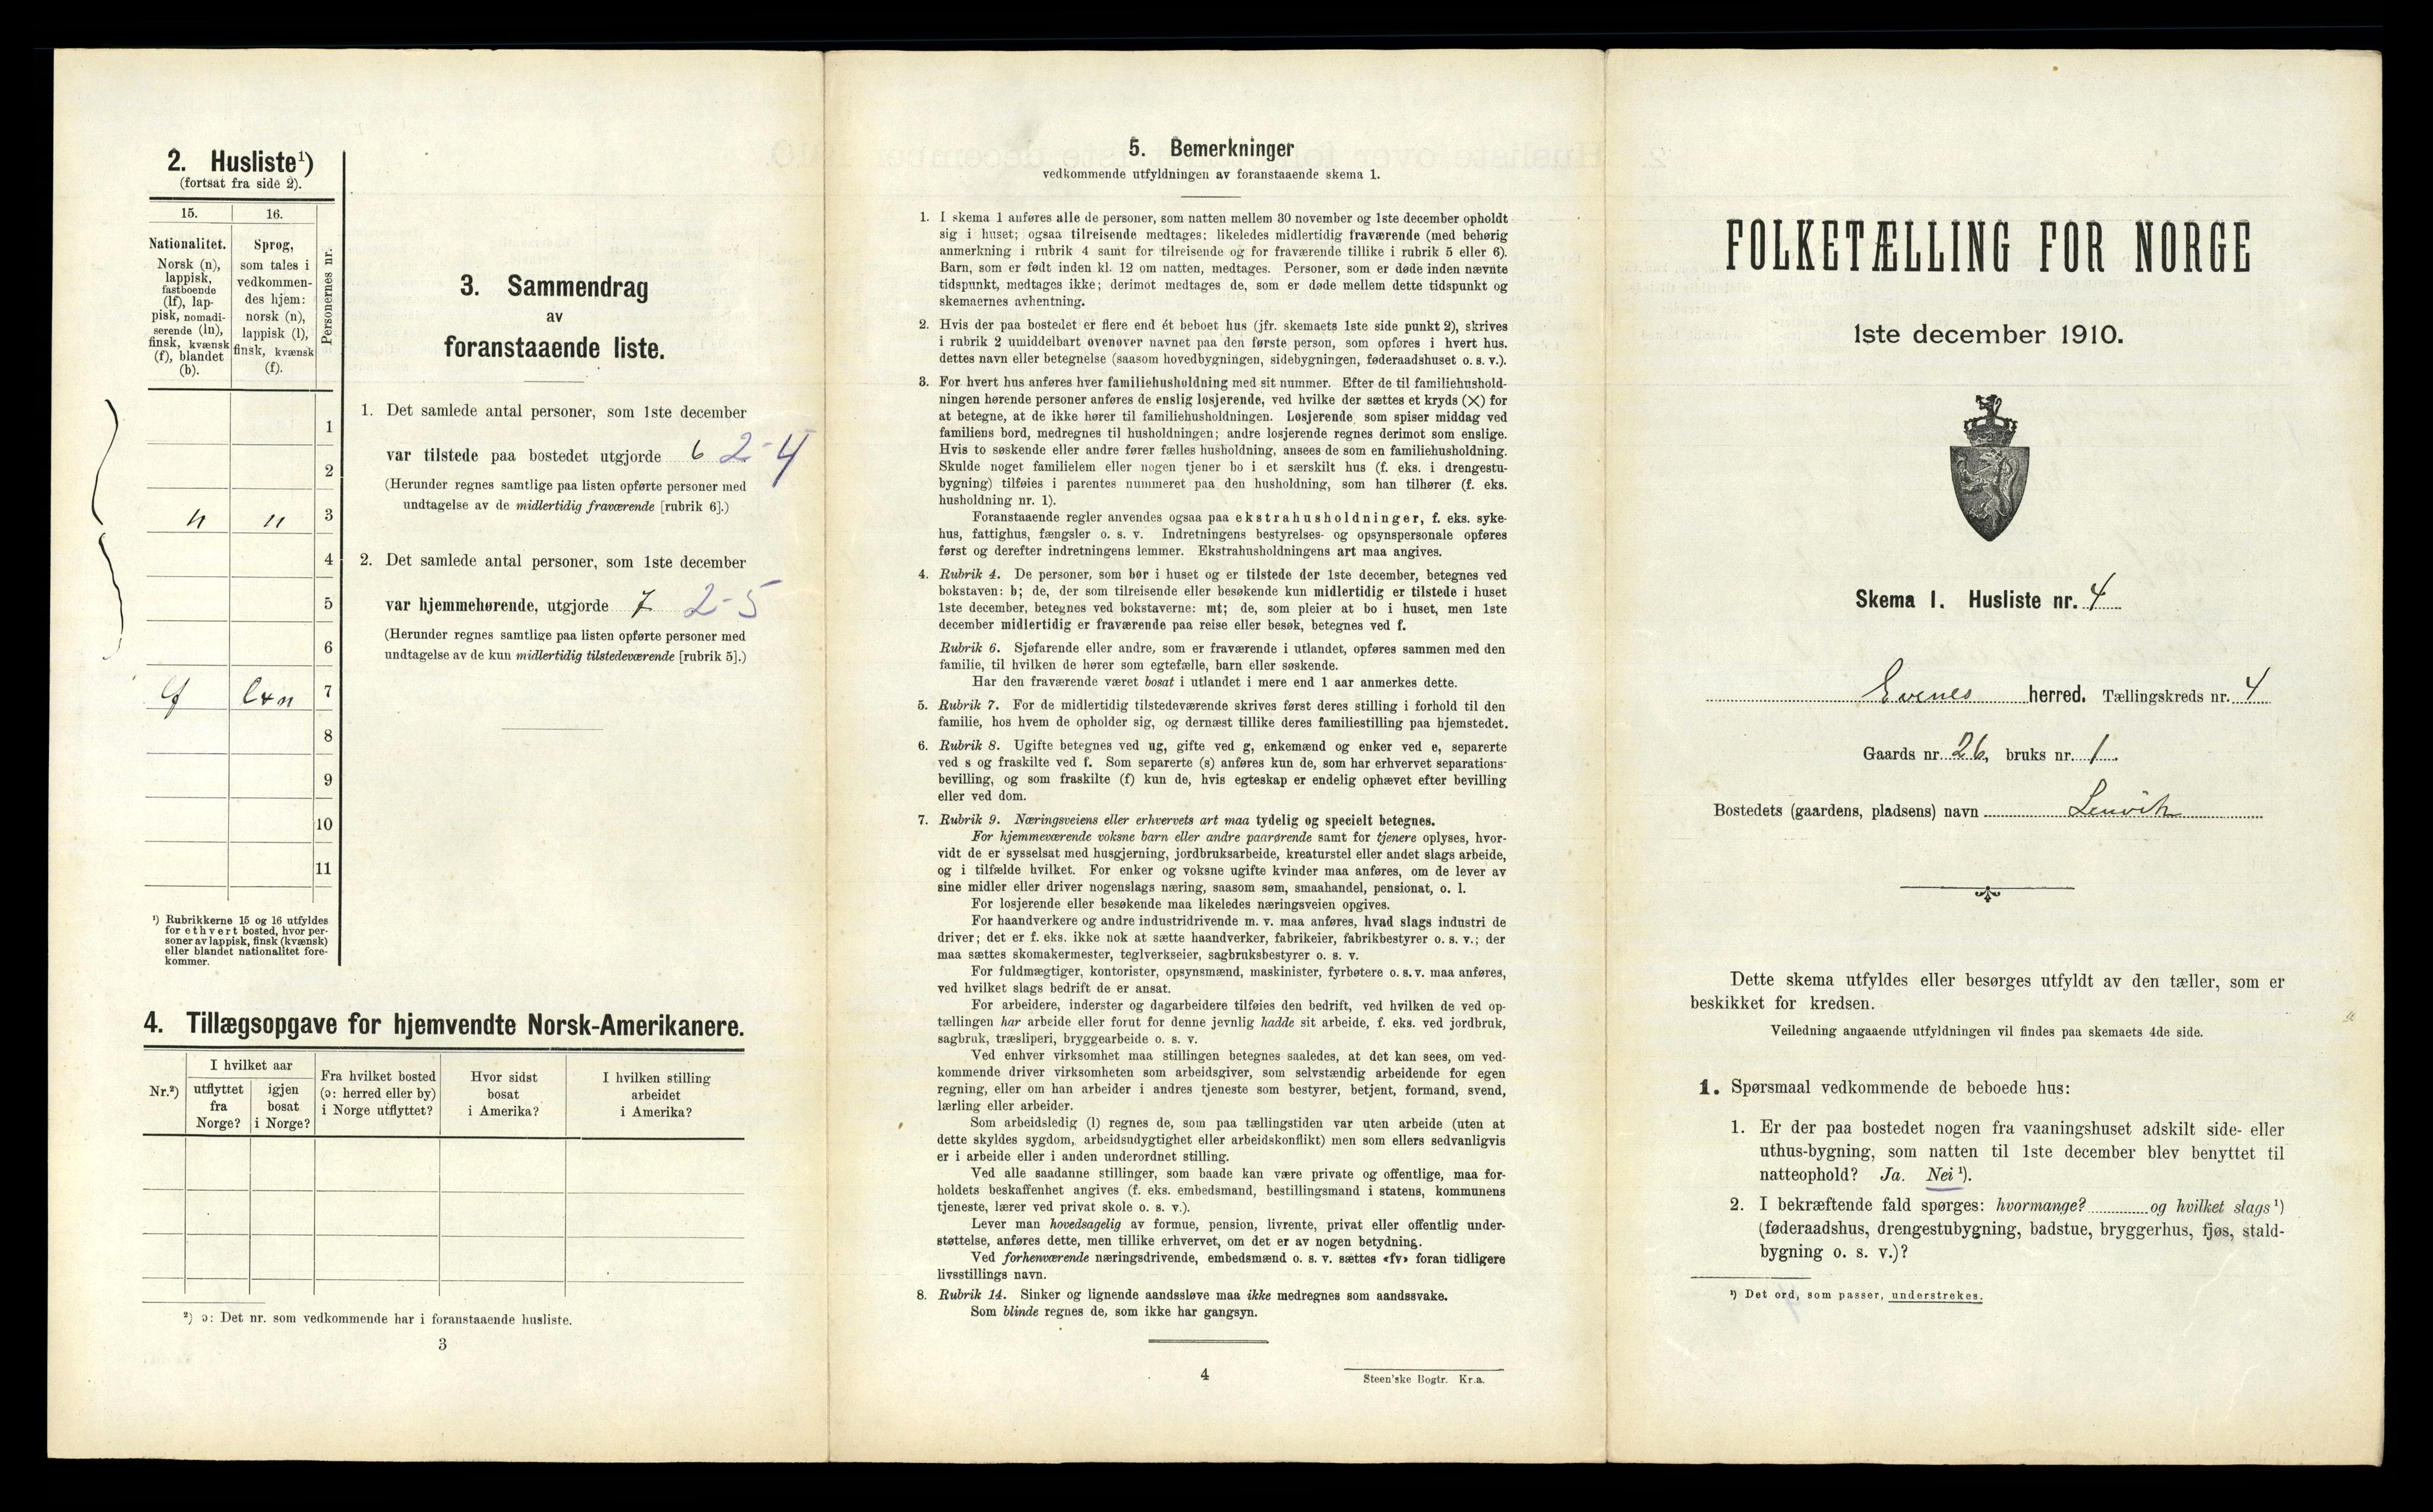 2. Husliste¹)
(fortsat fra side 2).
15.
16.
Personernes nr.
Nationalitet.
Norsk (n),
lappisk,
fastboende
(lf), lap-
pisk, nomadi-
serende (ln),
finsk, kvænsk
(f), blandet
(b).
Sprog,
som tales i
vedkommen-
des hjem:
norsk (n),
lappisk (l),
finsk, kvænsk
(f).
1
2
n n 3
4
5
6
lf l+n 7
8
9
10
11
¹) Rubrikkerne 15 og 16 utfyldes
for ethvert bosted, hvor per-
soner av lappisk, finsk (kvænsk)
eller blandet nationalitet fore-
kommer.
3. Sammendrag
av
foranstaaende liste.
1. Det samlede antal personer, som 1ste december
var tilstede paa bostedet utgjorde 6 2-4
(Herunder regnes samtlige paa listen opførte personer med
undtagelse av de midlertidig fraværende [rubrik 6].)
2. Det samlede antal personer, som 1ste december
var hjemmehørende, utgjorde 7 2-5
(Herunder regnes samtlige paa listen opførte personer med
undtagelse av de kun midlertidig tilstedeværende [rubrik 5].)
4. Tillægsopgave for hjemvendte Norsk-Amerikanere.
Nr.²)
I hvilket aar
utflyttet
fra
Norge?
igjen
bosat
i Norge?
Fra hvilket bosted
(ɔ: herred eller by)
i Norge utflyttet?
Hvor sidst
bosat
i Amerika?
I hvilken stilling
arbeidet
i Amerika?
²) ɔ: Det nr. som vedkommende har i foranstaaende husliste.
3
5. Bemerkninger
vedkommende utfyldningen av foranstaaende skema 1.
1. I skema 1 anføres alle de personer, som natten mellem 30 november og 1ste december opholdt
sig i huset; ogsaa tilreisende medtages; likeledes midlertidig fraværende (med behørig
anmerkning i rubrik 4 samt for tilreisende og for fraværende tillike i rubrik 5 eller 6).
Barn, som er født inden kl. 12 om natten, medtages. Personer, som er døde inden nævnte
tidspunkt, medtages ikke; derimot medtages de, som er døde mellem dette tidspunkt og
skemaernes avhentning.
2. Hvis der paa bostedet er flere end ét beboet hus (jfr. skemaets 1ste side punkt 2), skrives
i rubrik 2 umiddelbart ovenover navnet paa den første person, som opføres i hvert hus.
dettes navn eller betegnelse (saasom hovedbygningen, sidebygningen, føderaadshuset o. s. v.).
3. For hvert hus anføres hver familiehusholdning med sit nummer. Efter de til familiehushold-
ningen hørende personer anføres de enslig losjerende, ved hvilke der sættes et kryds (×) for
at betegne, at de ikke hører til familiehusholdningen. Losjerende som spiser middag ved
familiens bord, medregnes til husholdningen; andre losjerende regnes derimot som enslige.
Hvis to søskende eller andre fører fælles husholdning, ansees de som en familiehusholdning.
Skulde noget familielem eller nogen tjener bo i et særskilt hus (f. eks. i drengestu-
bygning) tilføies i parentes nummeret paa den husholdning, som han tilhører (f. eks.
husholdning nr. 1).
Foranstaaende regler anvendes ogsaa paa ekstrahusholdninger, f. eks. syke-
hus, fattighus, fængsler o. s. v. Indretningens bestyrelses- og opsynspersonale opføres
først og derefter indretningens lemmer. Ekstrahusholdningens art maa angives.
4. Rubrik 4. De personer, som bor i huset og er tilstede der 1ste december, betegnes ved
bokstaven: b; de, der som tilreisende eller besøkende kun midlertidig er tilstede i huset
1ste december, betegnes ved bokstaverne: mt; de, som pleier at bo i huset, men 1ste
december midlertidig er fraværende paa reise eller besøk, betegnes ved f.
Rubrik 6. Sjøfarende eller andre, som er fraværende i utlandet, opføres sammen med den
familie, til hvilken de hører som egtefælle, barn eller søskende.
Har den fraværende været bosat i utlandet i mere end 1 aar anmerkes dette.
5. Rubrik 7. For de midlertidig tilstedeværende skrives først deres stilling i forhold til den
familie, hos hvem de opholder sig, og dernæst tillike deres familiestilling paa hjemstedet.
6. Rubrik 8. Ugifte betegnes ved ug, gifte ved g, enkemænd og enker ved e, separerte
ved s og fraskilte ved f. Som separerte (s) anføres kun de, som har erhvervet separations-
bevilling, og som fraskilte (f) kun de, hvis egteskap er endelig ophævet efter bevilling
eller ved dom.
7. Rubrik 9. Næringsveiens eller erhvervets art maa tydelig og specielt betegnes.
For hjemmeværende voksne barn eller andre paarørende samt for tjenere oplyses, hvor-
vidt de er sysselsat med husgjerning, jordbruksarbeide, kreaturstel eller andet slags arbeide,
og i tilfælde hvilket. For enker og voksne ugifte kvinder maa anføres, om de lever av
sine midler eller driver nogenslags næring, saasom søm, smaahandel, pensionat, o. l.
For losjerende eller besøkende maa likeledes næringsveien opgives.
For haandverkere og andre industridrivende m. v. maa anføres, hvad slags industri de
driver; det er f. eks. ikke nok at sætte haandverker, fabrikeier, fabrikbestyrer o. s. v.; der
maa sættes skomakermester, teglverkseier, sagbruksbestyrer o. s. v.
For fuldmægtiger, kontorister, opsynsmænd, maskinister, fyrbøtere o. s. v. maa anføres,
ved hvilket slags bedrift de er ansat.
For arbeidere, inderster og dagarbeidere tilføies den bedrift, ved hvilken de ved op-
tællingen har arbeide eller forut for denne jevnlig hadde sit arbeide, f. eks. ved jordbruk,
sagbruk, træsliperi, bryggearbeide o. s. v.
Ved enhver virksomhet maa stillingen betegnes saaledes, at det kan sees, om ved-
kommende driver virksomheten som arbeidsgiver, som selvstændig arbeidende for egen
regning, eller om han arbeider i andres tjeneste som bestyrer, betjent, formand, svend,
lærling eller arbeider.
Som arbeidsledig (l) regnes de, som paa tællingstiden var uten arbeide (uten at
dette skyldes sygdom, arbeidsudygtighet eller arbeidskonflikt) men som ellers sedvanligvis
er i arbeide eller i anden underordnet stilling.
Ved alle saadanne stillinger, som baade kan være private og offentlige, maa for-
holdets beskaffenhet angives (f. eks. embedsmand, bestillingsmand i statens, kommunens
tjeneste, lærer ved privat skole o. s. v.).
Lever man hovedsagelig av formue, pension, livrente, privat eller offentlig under-
støttelse, anføres dette, men tillike erhvervet, om det er av nogen betydning.
Ved forhenværende næringsdrivende, embedsmænd o. s. v. sættes «fv» foran tidligere
livsstillings navn.
8. Rubrik 14. Sinker og lignende aandssløve maa ikke medregnes som aandssvake.
Som blinde regnes de, som ikke har gangsyn.
4
Steen'ske Bogtr. Kr.a.
FOLKETÆLLING FOR NORGE
1ste december 1910.
Skema 1. Husliste nr. 4
Evenes herred. Tællingskreds nr. 4
Gaards nr. 26, bruks nr. 1.
Bostedets (gaardens, pladsens) navn Lenvik
Dette skema utfyldes eller besørges utfyldt av den tæller, som er
beskikket for kredsen.
Veiledning angaaende utfyldningen vil findes paa skemaets 4de side.
1. Spørsmaal vedkommende de beboede hus:
1. Er der paa bostedet nogen fra vaaningshuset adskilt side- eller
uthus-bygning, som natten til 1ste december blev benyttet til
natteophold? Ja. Nei ¹).
2. I bekræftende fald spørges: hvormange? og hvilket slags ¹)
(føderaadshus, drengestubygning, badstue, bryggerhus, fjøs, stald-
bygning o. s. v.)?
¹) Det ord, som passer, understrekes.